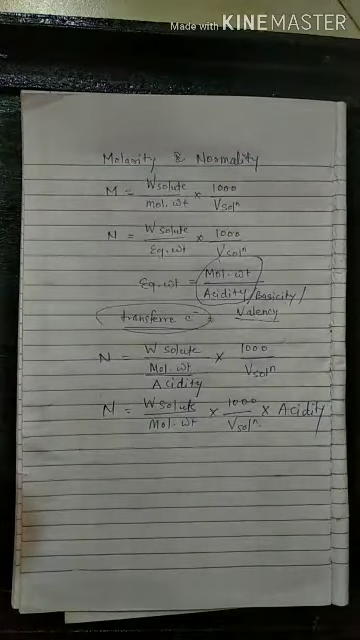 Made with KINEMASTER
Molarity & Normality
M = Wsolute / mol. wt × 1000 / Vsolⁿ
N = W solute / Eq. wt × 1000 / Vsolⁿ
Eq. wt = Mol. wt / Acidity/Basicity/
transferre e⁻ Valency
N = W solute / Mol. wt / Acidity × 1000 / Vsolⁿ
N = W solute / Mol. wt × 1000 / Vsolⁿ × Acidity